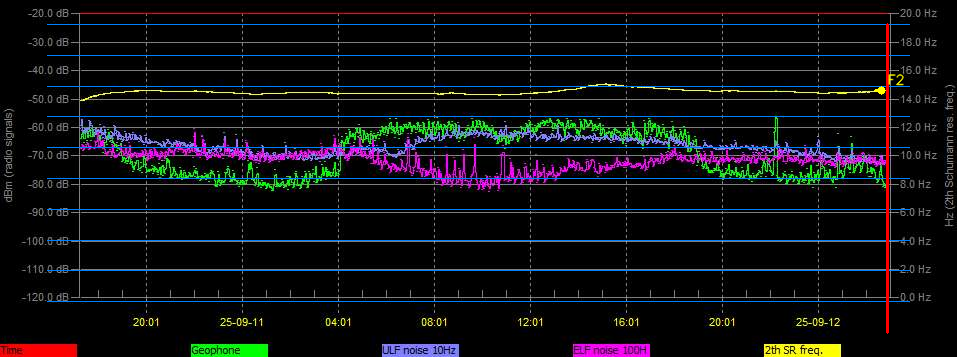 -20.0 dB 20.0 Hz
-30.0 dB 18.0 Hz
-40.0 dB 16.0 Hz
F2
-50.0 dB 14.0 Hz
-60.0 dB 12.0 Hz
-70.0 dB 10.0 Hz
-80.0 dB 8.0 Hz
-90.0 dB 6.0 Hz
-100.0 dB 4.0 Hz
-110.0 dB 2.0 Hz
-120.0 dB 0.0 Hz
dBm (radio signals)
Hz (2th Schumann res. freq.)
20:01 25-09-11 04:01 08:01 12:01 16:01 20:01 25-09-12
Time Geophone ULF noise 10Hz ELF noise 100H 2th SR freq.